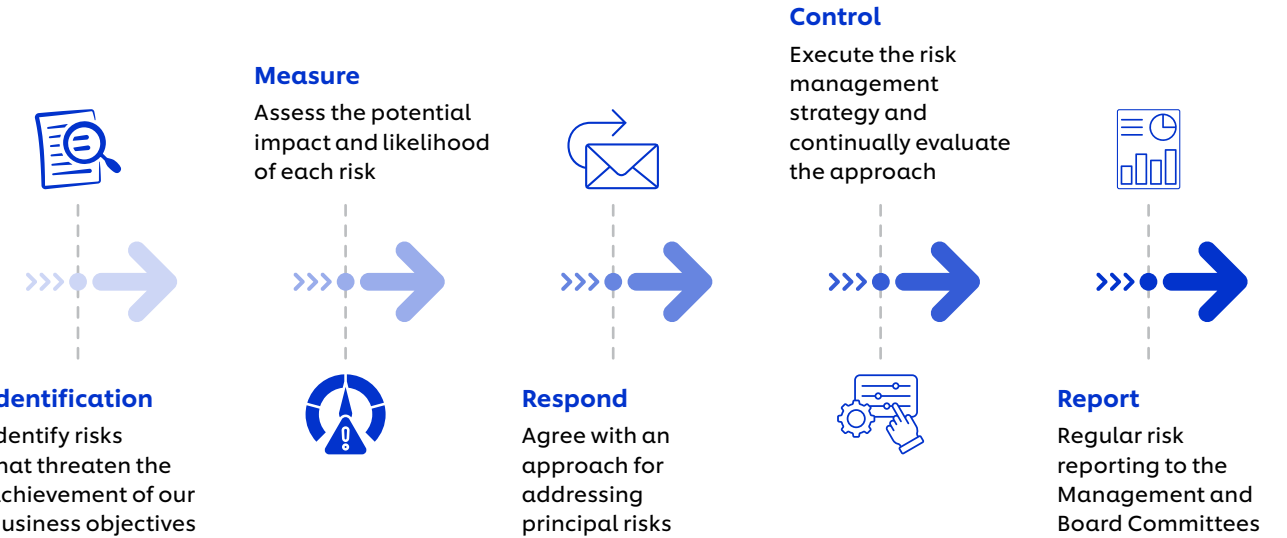 dentification
dentify risks
hat threaten the
chievement of our
usiness objectives
Measure
Assess the potential
impact and likelihood
of each risk
Respond
Agree with an
approach for
addressing
principal risks
Control
Execute the risk
management
strategy and
continually evaluate
the approach
Report
Regular risk
reporting to the
Management and
Board Committees